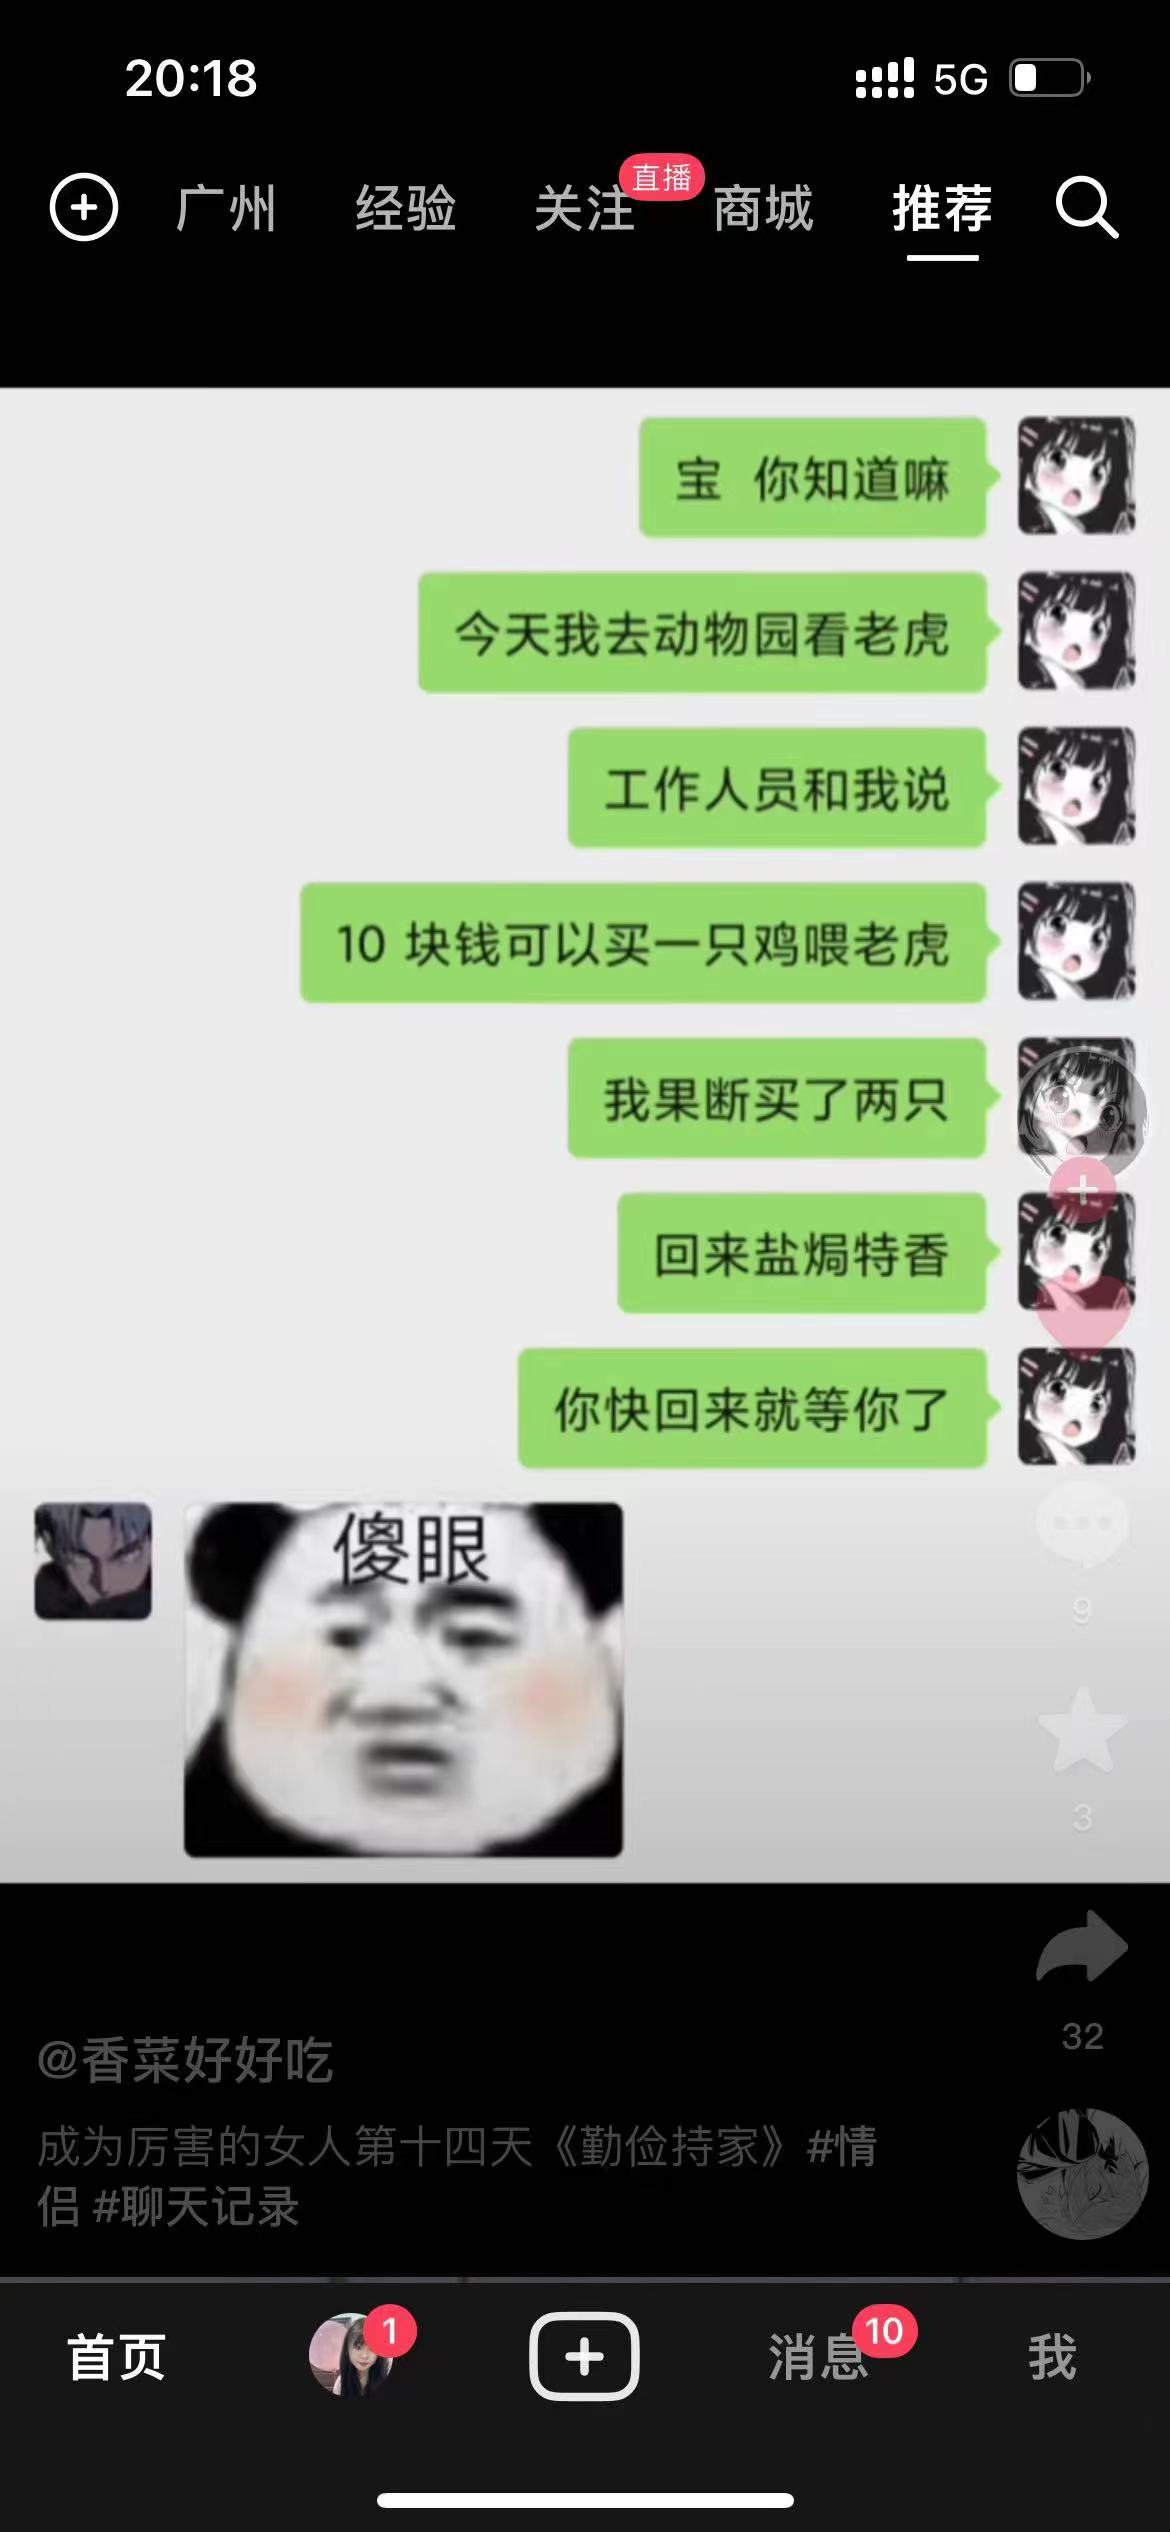 20:18
5G
广州 经验 关注 直播 商城 推荐
宝 你知道嘛
今天我去动物园看老虎
工作人员和我说
10 块钱可以买一只鸡喂老虎
我果断买了两只
回来盐焗特香
你快回来就等你了
傻眼
9
3
32
@香菜好好吃
成为厉害的女人第十四天《勤俭持家》#情
侣 #聊天记录
首页 1 消息 10 我